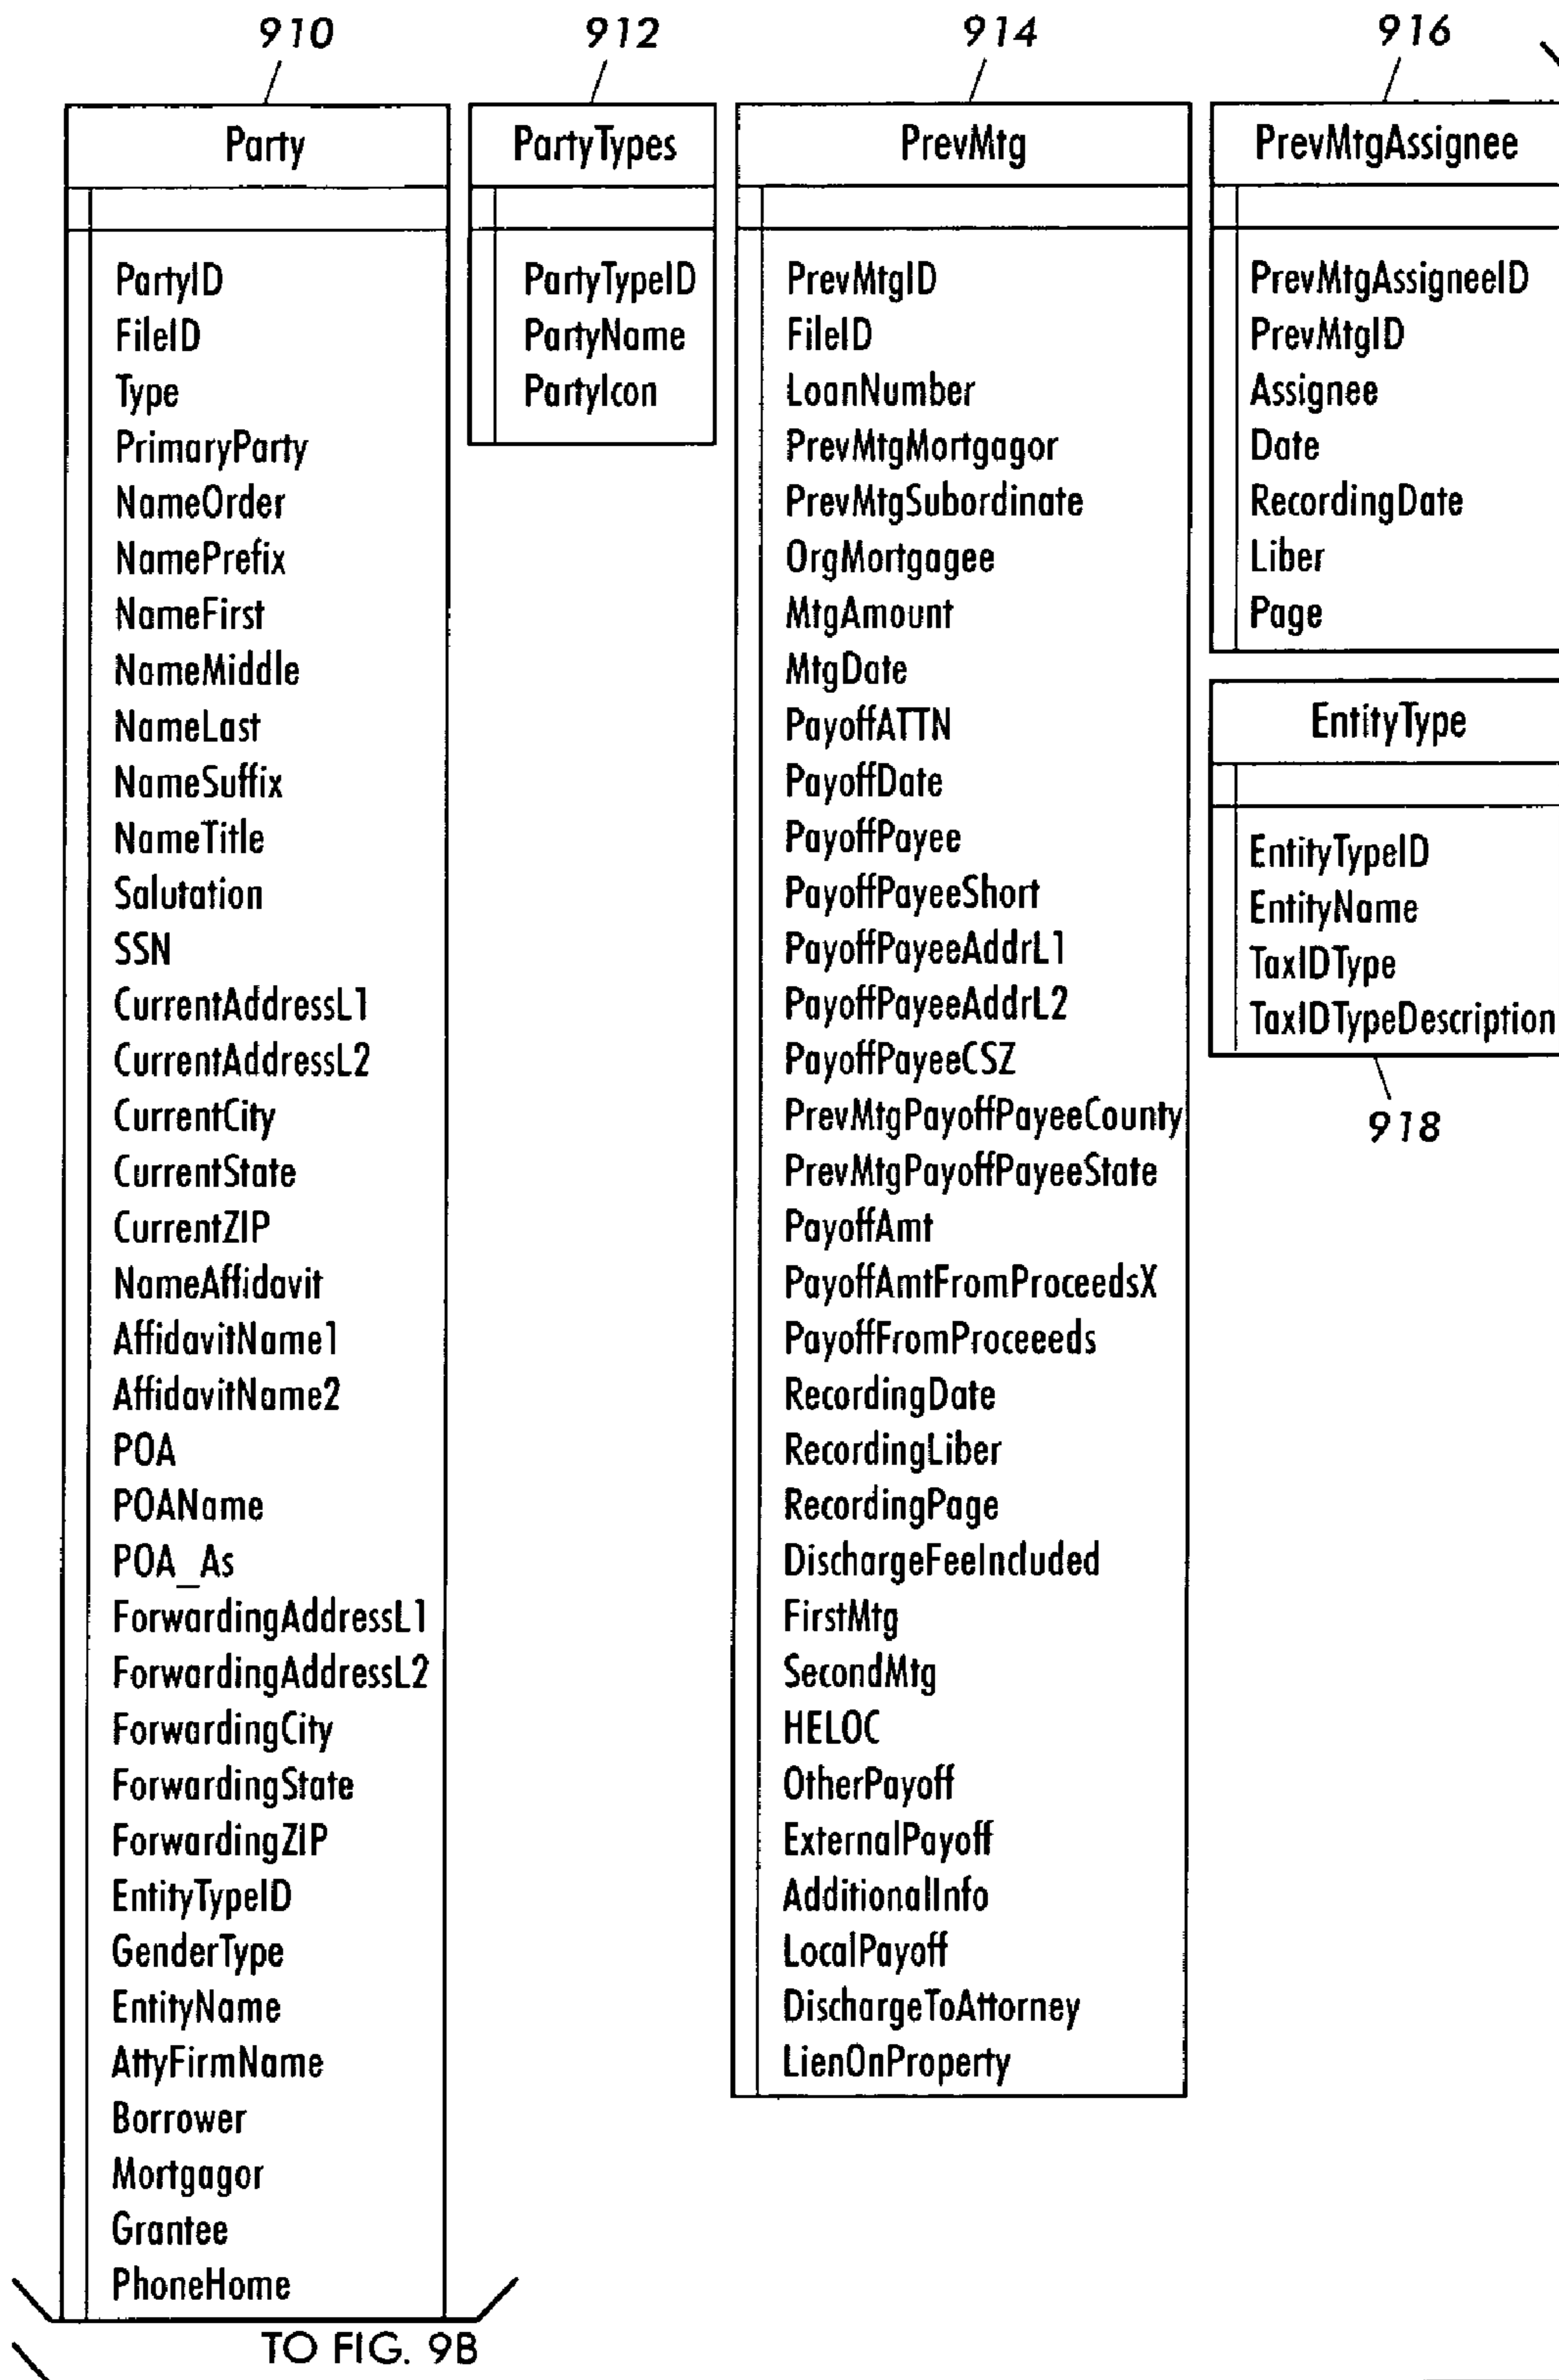 910
912
914
916
Party
PartyID
FileID
Type
PrimaryParty
NameOrder
NamePrefix
NameFirst
NameMiddle
NameLast
NameSuffix
NameTitle
Salutation
SSN
CurrentAddressL1
CurrentAddressL2
CurrentCity
CurrentState
CurrentZIP
NameAffidavit
AffidavitName1
AffidavitName2
POA
POAName
POA_As
ForwardingAddressL1
ForwardingAddressL2
ForwardingCity
ForwardingState
ForwardingZIP
EntityTypeID
GenderType
EntityName
AttyFirmName
Borrower
Mortgagor
Grantee
PhoneHome
TO FIG. 9B
PartyTypes
PartyTypeID
PartyName
PartyIcon
PrevMtg
PrevMtgID
FileID
LoanNumber
PrevMtgMortgagor
PrevMtgSubordinate
OrgMortgagee
MtgAmount
MtgDate
PayoffATTN
PayoffDate
PayoffPayee
PayoffPayeeShort
PayoffPayeeAddrL1
PayoffPayeeAddrL2
PayoffPayeeCSZ
PrevMtgPayoffPayeeCounty
PrevMtgPayoffPayeeState
PayoffAmt
PayoffAmtFromProceedsX
PayoffFromProceeeds
RecordingDate
RecordingLiber
RecordingPage
DischargeFeeIncluded
FirstMtg
SecondMtg
HELOC
OtherPayoff
ExternalPayoff
AdditionalInfo
LocalPayoff
DischargeToAttorney
LienOnProperty
PrevMtgAssignee
PrevMtgAssigneeID
PrevMtgID
Assignee
Date
RecordingDate
Liber
Page
EntityType
EntityTypeID
EntityName
TaxIDType
TaxIDTypeDescription
918